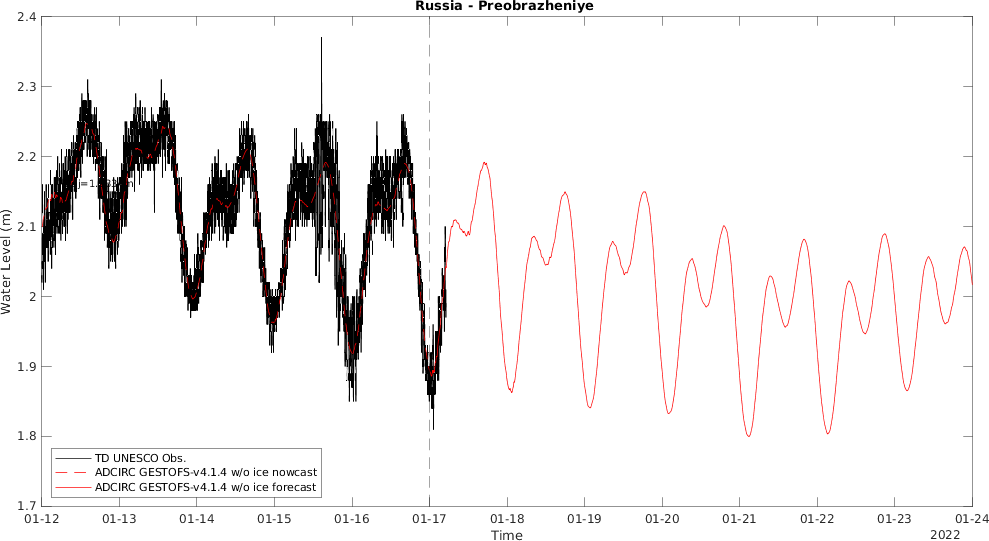 Russia - Preobrazheniye
2.4
2.3
2.2
2.1
2
1.9
1.8
1.7
Water Level (m)
TD UNESCO Obs.
ADCIRC GESTOFS-v4.1.4 w/o ice nowcast
ADCIRC GESTOFS-v4.1.4 w/o ice forecast
01-12 01-13 01-14 01-15 01-16 01-17 01-18 01-19 01-20 01-21 01-22 01-23 01-24
Time
2022